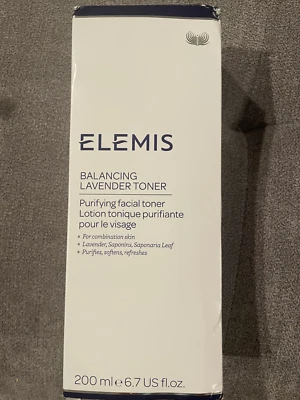 ELEMIS
BALANCING
LAVENDER TONER
Purifying facial toner
Lotion tonique purifiante
pour le visage
+ For combination skin
+ Lavender, Saponins, Saponaria Leaf
+ Purifies, softens, refreshes
200 ml e 6.7 US fl.oz.